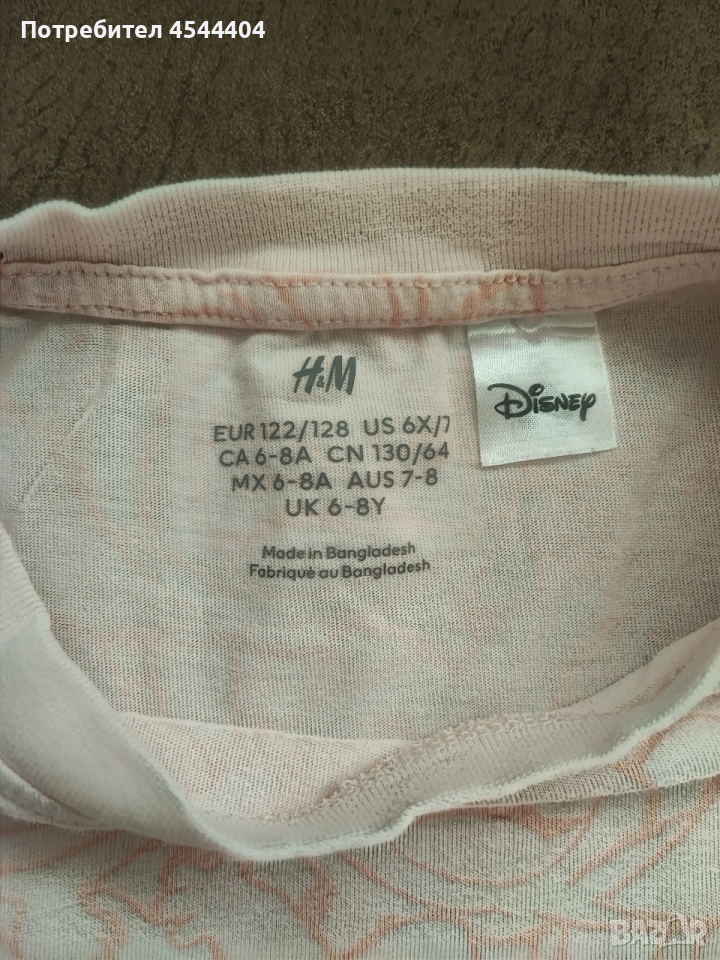 Потребител 4544404
H&M
Disney
EUR 122/128 US 6X/7
CA 6-8A CN 130/64
MX 6-8A AUS 7-8
UK 6-8Y
Made in Bangladesh
Fabriqué au Bangladesh
BAZAR